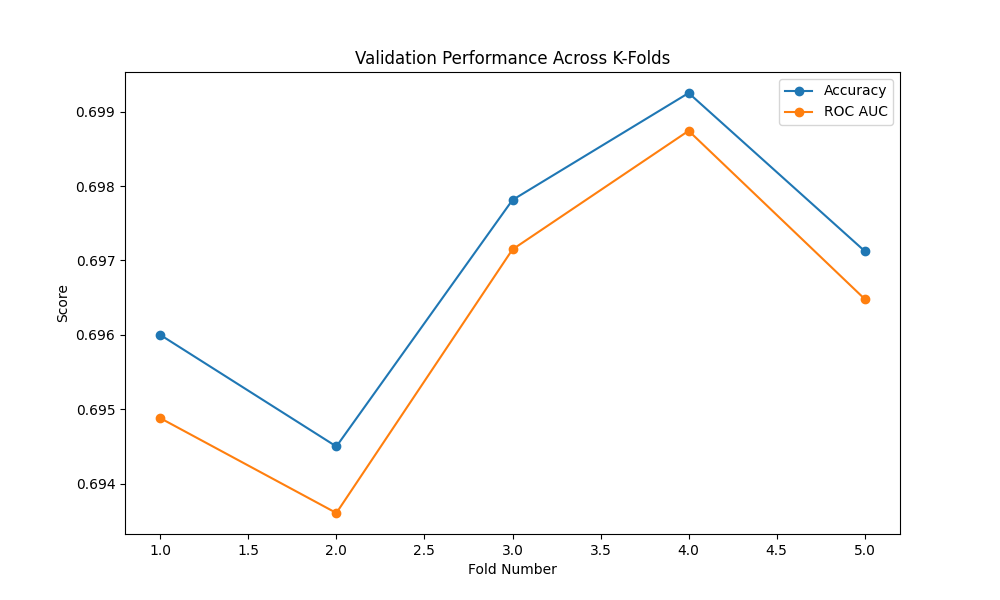 Validation Performance Across K-Folds
Accuracy
ROC AUC
0.699
0.698
0.697
0.696
0.695
0.694
Score
1.0 1.5 2.0 2.5 3.0 3.5 4.0 4.5 5.0
Fold Number